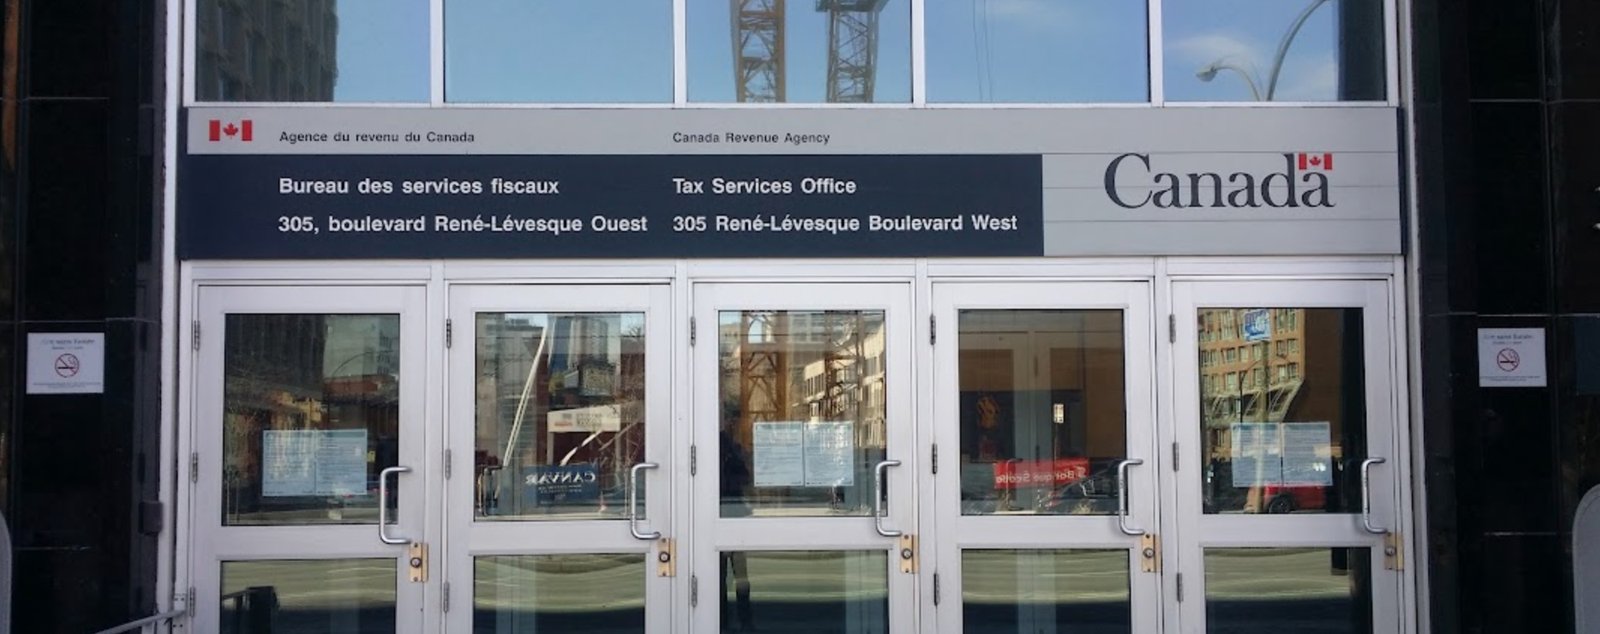 Agence du revenu du Canada
Canada Revenue Agency
Bureau des services fiscaux
305, boulevard René-Lévesque Ouest
Tax Services Office
305 René-Lévesque Boulevard West
Canada
CANVAR